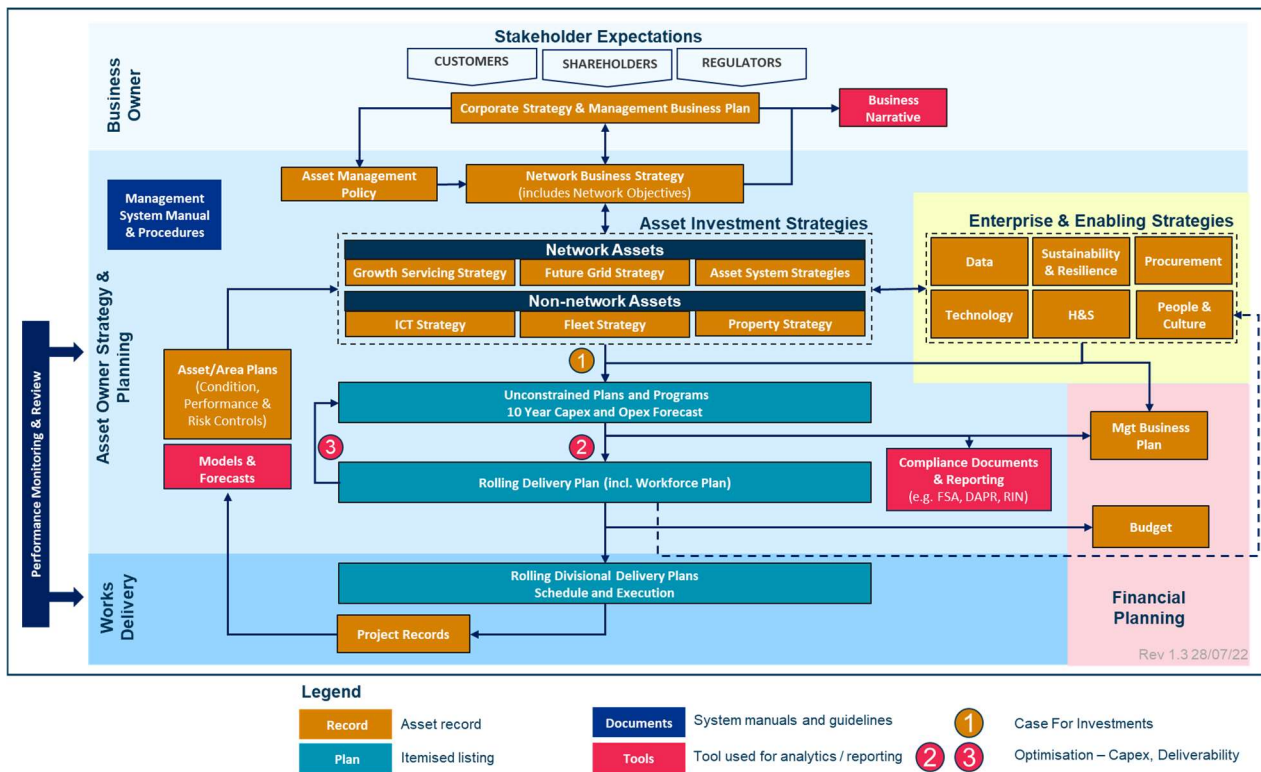 Stakeholder Expectations
CUSTOMERS
SHAREHOLDERS
REGULATORS
Business
Owner
Corporate Strategy & Management Business Plan
Business
Narrative
Asset Management
Policy
Network Business Strategy
(includes Network Objectives)
Management
System Manual
& Procedures
Asset Investment Strategies
Enterprise & Enabling Strategies
Network Assets
Growth Servicing Strategy
Future Grid Strategy
Asset System Strategies
Non-network Assets
ICT Strategy
Fleet Strategy
Property Strategy
Data
Sustainability
& Resilience
Procurement
Technology
H&S
People &
Culture
Performance Monitoring & Review
Asset Owner Strategy &
Planning
1
Asset/Area Plans
(Condition,
Performance &
Risk Controls)
Models &
Forecasts
Unconstrained Plans and Programs
10 Year Capex and Opex Forecast
3
2
Mgt Business
Plan
Compliance Documents
& Reporting
(e.g. FSA, DAPR, RIN)
Rolling Delivery Plan (incl. Workforce Plan)
Budget
Works
Delivery
Rolling Divisional Delivery Plans
Schedule and Execution
Project Records
Financial
Planning
Rev 1.3 28/07/22
Legend
Record
Asset record
Documents
System manuals and guidelines
1
Case For Investments
Plan
Itemised listing
Tools
Tool used for analytics / reporting
2
3
Optimisation – Capex, Deliverability